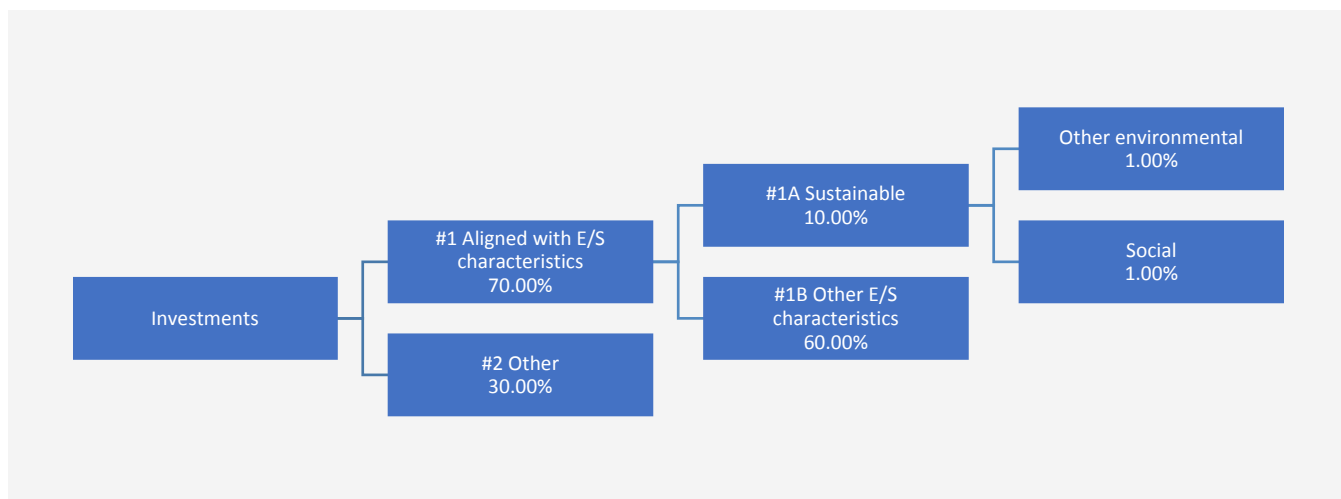 Investments
#1 Aligned with E/S
characteristics
70.00%
#2 Other
30.00%
#1A Sustainable
10.00%
#1B Other E/S
characteristics
60.00%
Other environmental
1.00%
Social
1.00%